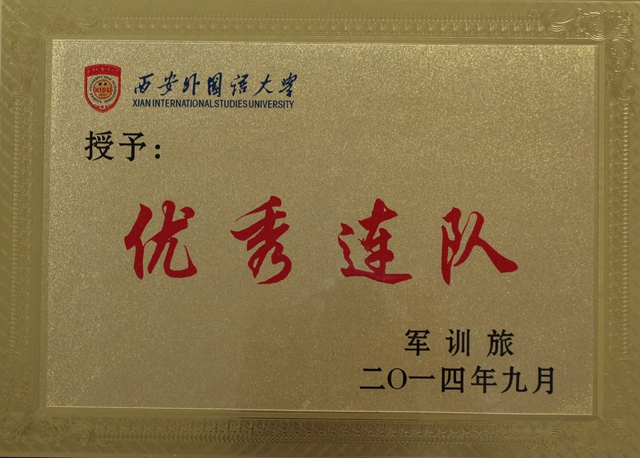 西安外国语大学
XIAN INTERNATIONAL STUDIES UNIVERSITY
授予：
优秀连队
军训旅
二〇一四年九月